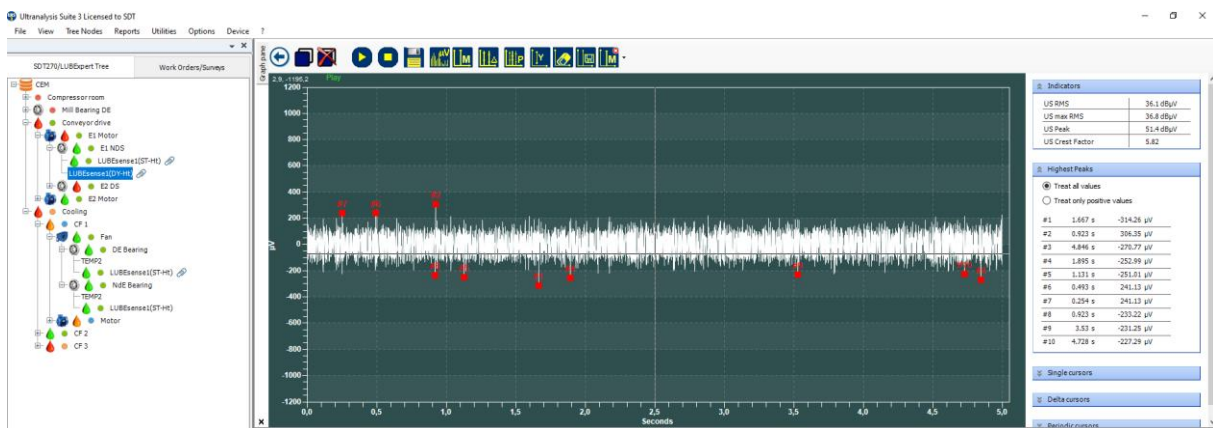 Ultranalysis Suite 3 Licensed to SDT
File View Tree Nodes Reports Utilities Options Device ?
SDT270/LUBExpert Tree
Work Orders/Surveys
CEM
Compressor room
Mill Bearing DE
Conveyor drive
E1 Motor
E1 NDS
LUBEsense1(ST-Ht)
LUBEsense1(DY-Ht)
E2 DS
E2 Motor
Cooling
CF 1
Fan
DE Bearing
TEMP2
LUBEsense1(ST-Ht)
NdE Bearing
TEMP2
LUBEsense1(ST-Ht)
Motor
CF 2
CF 3
Graph pane
2,9, -1195,2 Play
1200
1000
800
600
400
200
0
-200
-400
-600
-800
-1000
-1200
µV
#7 #6 #2
0,0 0,5 1,0 1,5 2,0 2,5 3,0 3,5 4,0 4,5 5,0
Seconds
Indicators
US RMS 36.1 dBµV
US max RMS 36.8 dBµV
US Peak 51.4 dBµV
US Crest Factor 5.82
Highest Peaks
Treat all values
Treat only positive values
#1 1.667 s -314.26 µV
#2 0.923 s 306.35 µV
#3 4.846 s -270.77 µV
#4 1.895 s -252.99 µV
#5 1.131 s -251.01 µV
#6 0.493 s 241.13 µV
#7 0.254 s 241.13 µV
#8 0.923 s -233.22 µV
#9 3.53 s -231.25 µV
#10 4.728 s -227.29 µV
Single cursors
Delta cursors
Periodic cursors